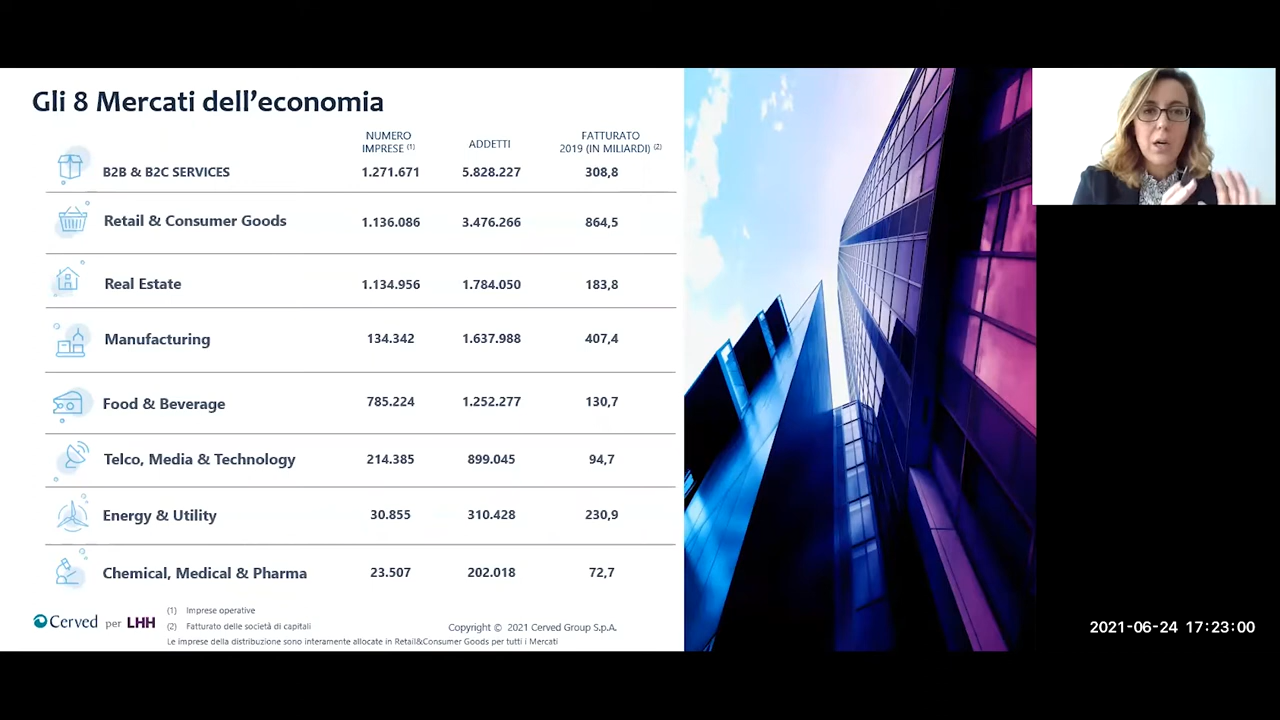 Gli 8 Mercati dell'economia
NUMERO IMPRESE (1) ADDETTI FATTURATO 2019 (IN MILIARDI) (2)
B2B & B2C SERVICES 1.271.671 5.828.227 308,8
Retail & Consumer Goods 1.136.086 3.476.266 864,5
Real Estate 1.134.956 1.784.050 183,8
Manufacturing 134.342 1.637.988 407,4
Food & Beverage 785.224 1.252.277 130,7
Telco, Media & Technology 214.385 899.045 94,7
Energy & Utility 30.855 310.428 230,9
Chemical, Medical & Pharma 23.507 202.018 72,7
Cerved per LHH
(1) Imprese operative
(2) Fatturato delle società di capitali
Le imprese della distribuzione sono interamente allocate in Retail&Consumer Goods per tutti i Mercati
Copyright © 2021 Cerved Group S.p.A.
2021-06-24 17:23:00